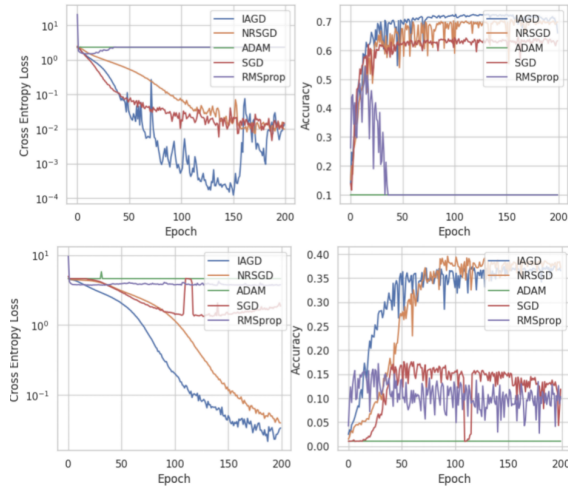 10¹
10⁰
10⁻¹
10⁻²
10⁻³
10⁻⁴
Cross Entropy Loss
0 50 100 150 200
Epoch
IAGD
NRSGD
ADAM
SGD
RMSprop
0.7
0.6
0.5
0.4
0.3
0.2
0.1
Accuracy
0 50 100 150 200
Epoch
IAGD
NRSGD
ADAM
SGD
RMSprop
10¹
10⁰
10⁻¹
Cross Entropy Loss
0 50 100 150 200
Epoch
IAGD
NRSGD
ADAM
SGD
RMSprop
0.40
0.35
0.30
0.25
0.20
0.15
0.10
0.05
0.00
Accuracy
0 50 100 150 200
Epoch
IAGD
NRSGD
ADAM
SGD
RMSprop